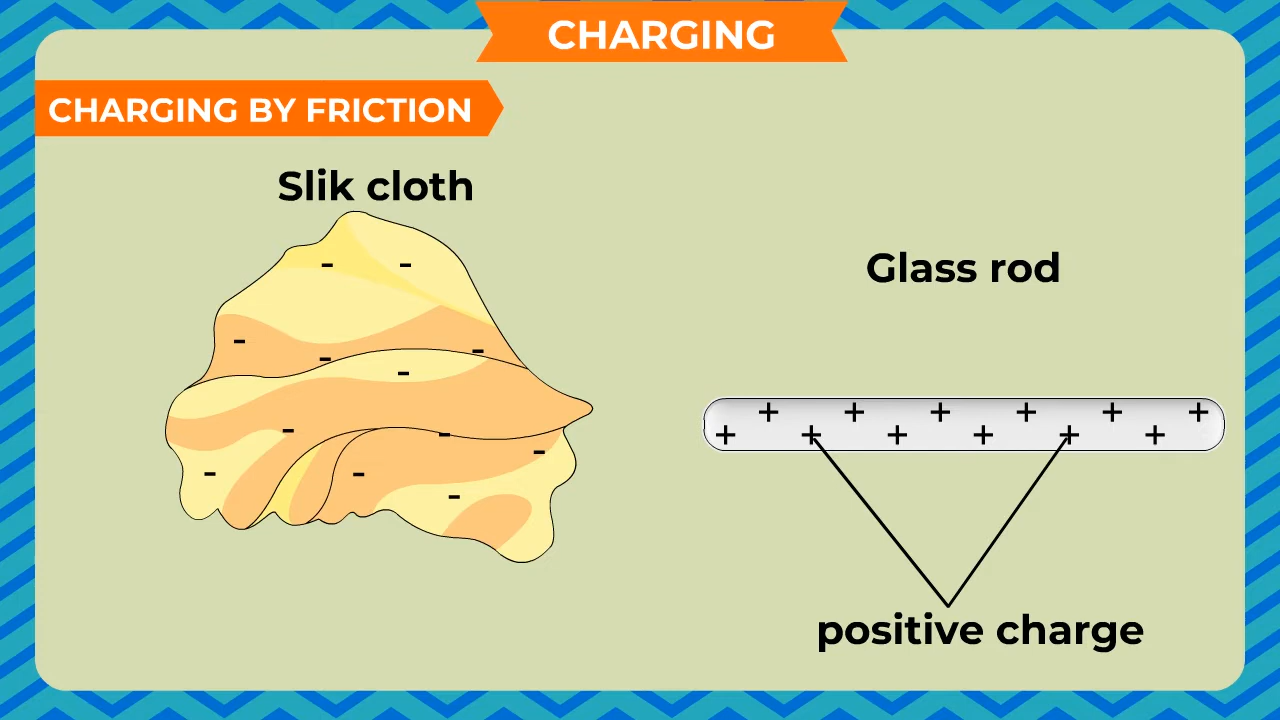 CHARGING
CHARGING BY FRICTION
Slik cloth
- -
- - -
-
Glass rod
+ + + + + +
+ + + + + +
- -
-
- -
-
positive charge